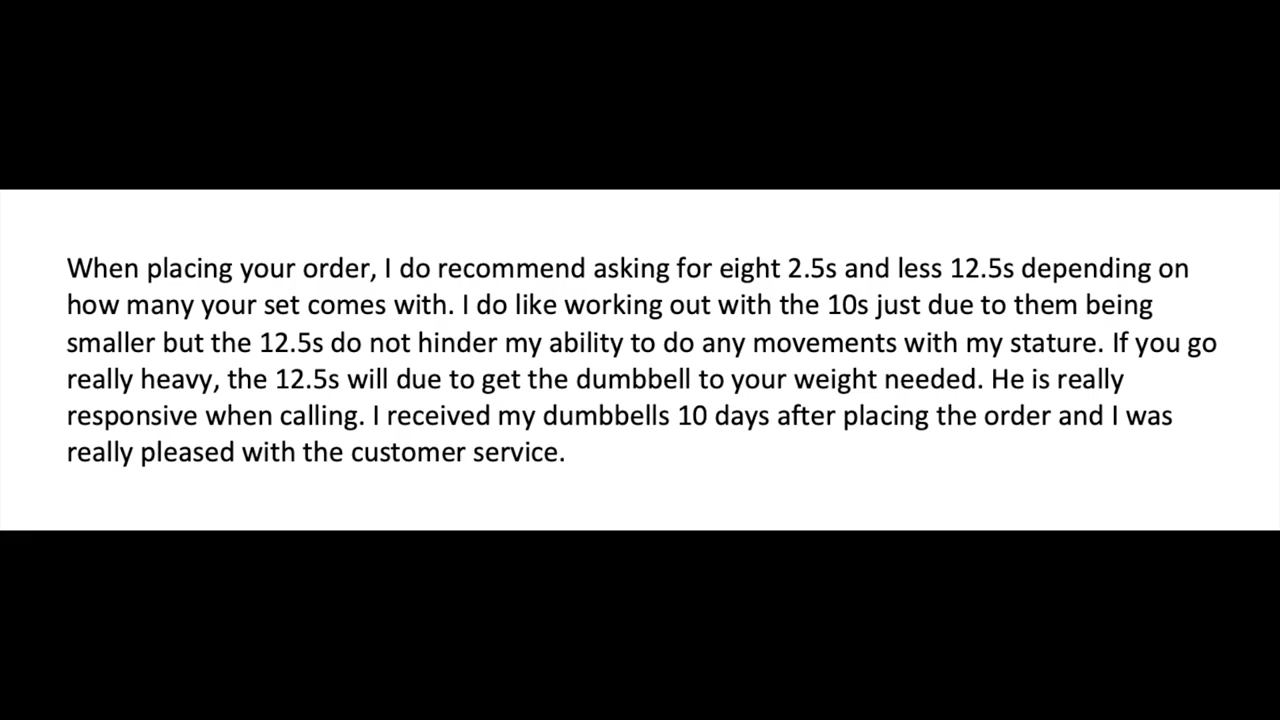 When placing your order, I do recommend asking for eight 2.5s and less 12.5s depending on
how many your set comes with. I do like working out with the 10s just due to them being
smaller but the 12.5s do not hinder my ability to do any movements with my stature. If you go
really heavy, the 12.5s will due to get the dumbbell to your weight needed. He is really
responsive when calling. I received my dumbbells 10 days after placing the order and I was
really pleased with the customer service.